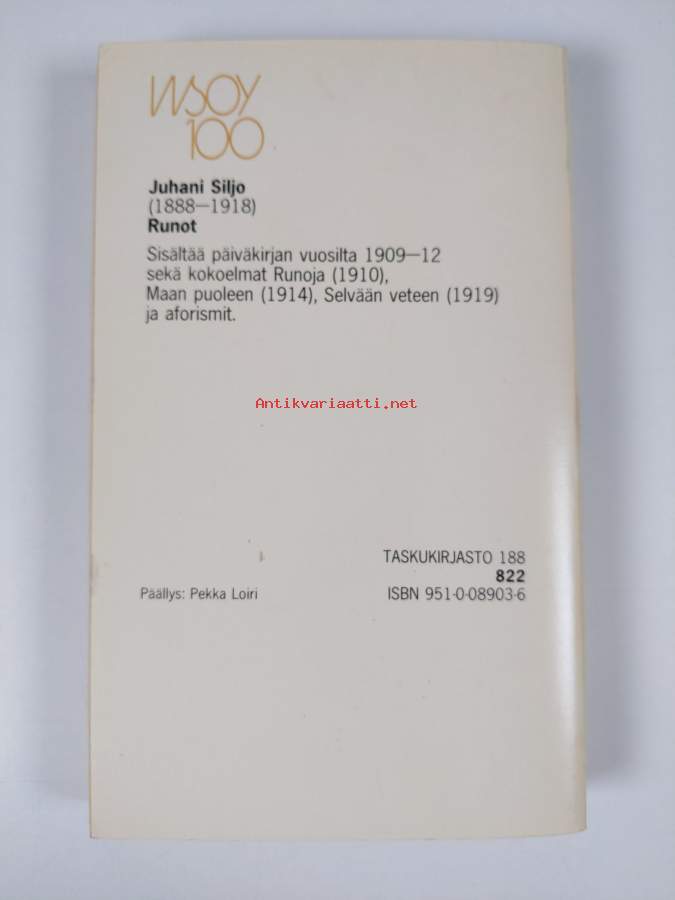 WSOY
100
Juhani Siljo
(1888—1918)
Runot
Sisältää päiväkirjan vuosilta 1909—12
sekä kokoelmat Runoja (1910),
Maan puoleen (1914), Selvään veteen (1919)
ja aforismit.
Antikvariaatti.net
TASKUKIRJASTO 188
822
Päällys: Pekka Loiri
ISBN 951-0-08903-6